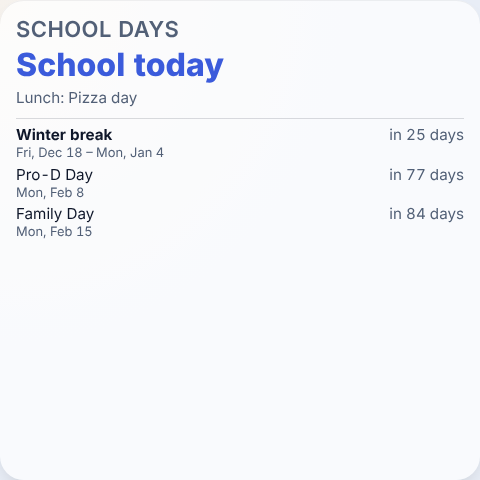 SCHOOL DAYS
School today
Lunch: Pizza day
Winter break
in 25 days
Fri, Dec 18 – Mon, Jan 4
Pro-D Day
in 77 days
Mon, Feb 8
Family Day
in 84 days
Mon, Feb 15